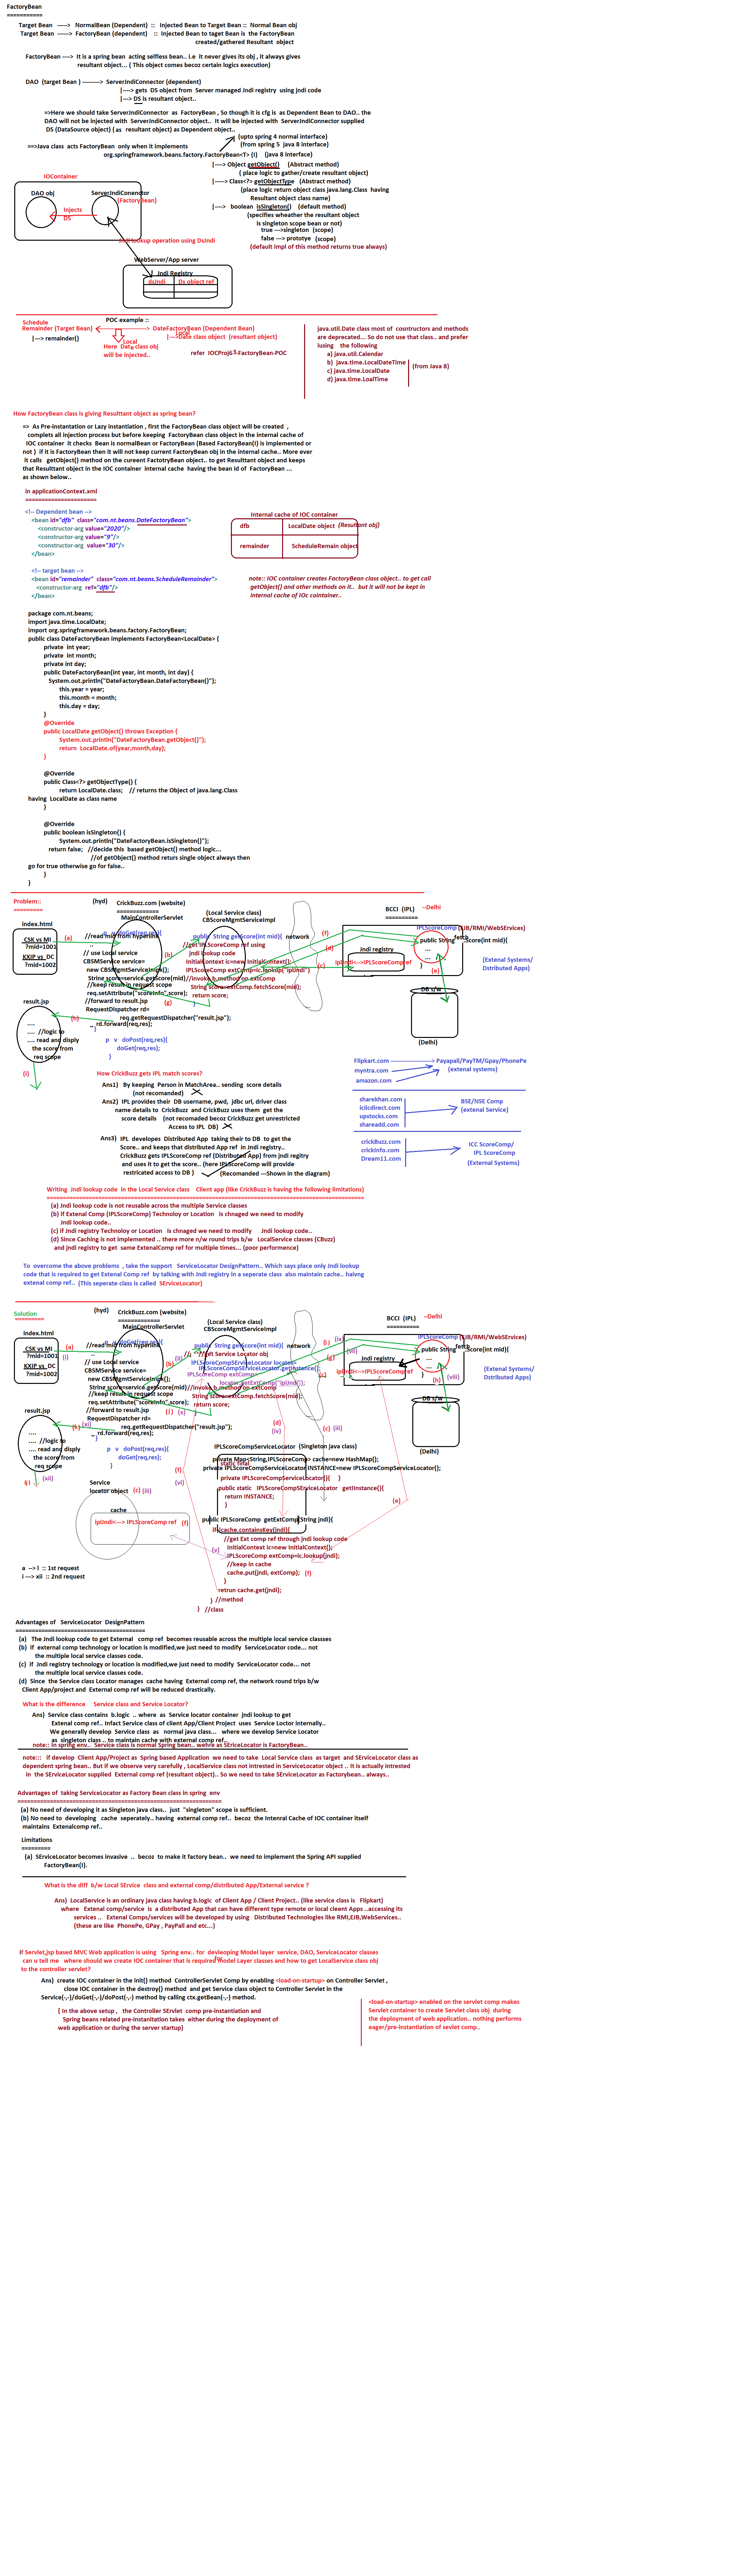 FactoryBean
===========
Target Bean -----> NormalBean (Dependent) :: Injected Bean to Target Bean :: Normal Bean obj
Target Bean ------> FactoryBean (dependent) :: Injected Bean to taget Bean is the FactoryBean
created/gathered Resultant object
FactoryBean ----> It is a spring bean acting selfless bean.. I.e it never gives its obj , it always gives
resultant object... ( This object comes becoz certain logics execution)
DAO (target Bean ) ---------> ServerJndiConnector (dependent)
|----> gets DS object from Server managed Jndi registry using jndi code
|---> DS is resultant object..
=>Here we should take ServerJndiConnector as FactoryBean , So though it is cfg is as Dependent Bean to DAO.. the
DAO will not be injected with ServerJndiConnector object.. It will be injected with ServerJndiConnector supplied
DS (DataSource object) (as resultant object) as Dependent object..
(upto spring 4 normal interface)
(from spring 5 java 8 interface)
==>Java class acts FactoryBean only when it implements
org.springframework.beans.factory.FactoryBean<T> (I) (java 8 interface)
|----> Object getObject() (Abstract method)
( place logic to gather/create resultant object)
|-----> Class<?> getObjectType (Abstract method)
(place logic return object class java.lang.Class having
Resultant object class name)
|----> boolean isSingleton() (default method)
(specifies wheather the resultant object
is singleton scope bean or not)
true --->singleton (scope)
false ---> prototye (scope)
(default impl of this method returns true always)
IOContainer
DAO obj
ServerJndiConenctor
(FactoryBean)
Injects
DS
Jndi lookup operation using DsJndi
WebServer/App server
Jndi Registry
dsJndi Ds object ref
POC example ::
Schedule
Remainder (Target Bean) <-----------------> DateFactoryBean (Dependent Bean)
|---> remainder()
Local
|--->Date class object (resultant object)
Local
Here Date class obj
will be injected..
refer IOCProj63-FactoryBean-POC
java.util.Date class most of cosntructors and methods
are deprecated.... So do not use that class.. and prefer
iusing the following
a) java.util.Calendar
b) java.time.LocalDateTime
c) java.time.LocalDate
d) java.time.LoalTime
(from Java 8)
How FactoryBean class is giving Resulttant object as spring bean?
=> As Pre-instantation or Lazy instantiation , first the FactoryBean class object will be created ,
complets all injection process but before keeping FactoryBean class object in the internal cache of
IOC container it checks Bean is normalBean or FactoryBean (Based FactoryBean(I) is implemented or
not ) if it is FactoryBean then it will not keep current FactoryBean obj in the internal cache.. More ever
it calls getObject() method on the cureent Factotrybean object.. to get Resulttant object and keeps
that Resulttant object in the IOC container internal cache having the bean id of FactoryBean ...
as shown below..
In applicationContext.xml
======================
<!-- Dependent bean -->
<bean id="dfb" class="com.nt.beans.DateFactoryBean">
<constructor-arg value="2020"/>
<constructor-arg value="9"/>
<constructor-arg value="30"/>
</bean>
<!-- target bean -->
<bean id="remainder" class="com.nt.beans.ScheduleRemainder">
<constructor-arg ref="dfb"/>
</bean>
Internal cache of IOC container
dfb LocalDate object (Resultant obj)
remainder ScheduleRemain object
note:: IOC container creates FactoryBean class object.. to get call
getObject() and other methods on it.. but it will not be kept in
internal cache of IOc cointainer..
package com.nt.beans;
import java.time.LocalDate;
import org.springframework.beans.factory.FactoryBean;
public class DateFactoryBean implements FactoryBean<LocalDate> {
private int year;
private int month;
private int day;
public DateFactoryBean(int year, int month, int day) {
System.out.println("DateFactoryBean.DateFactoryBean()");
this.year = year;
this.month = month;
this.day = day;
}
@Override
public LocalDate getObject() throws Exception {
System.out.println("DateFactoryBean.getObject()");
return LocalDate.of(year,month,day);
}
@Override
public Class<?> getObjectType() {
return LocalDate.class; // returns the Object of java.lang.Class
having LocalDate as class name
}
@Override
public boolean isSingleton() {
System.out.println("DateFactoryBean.isSingleton()");
return false; //decide this based getObject() method logic...
//of getObject() method returs single object always then
go for true otherwise go for false..
}
}
Problem::
=========
(hyd)
CrickBuzz.com (website)
=============
MainControllerServlet
index.html
CSK vs MI
?mid=1001
KXIP vs DC
?mid=1002
(a)
p v doGet(req,res){
//read mid from hyperlink
..
// use Local service
CBSMService service=
new CBSMgmtServiceImpl();
String score=service.getScore(mid)
//keep result in request scope
req.setAttribute("scoreInfo",score);
//forward to result.jsp
RequestDispatcher rd=
req.getRequestDispatcher("result.jsp");
rd.forward(req,res);
}
p v doPost(req,res){
doGet(req,res);
}
(Local Service class)
CBScoreMgmtServiceImpl
public String getScore(int mid){
//get IPLScoreComp ref using
jndi lookup code
InitialContext ic=new InitialContext();
IPLScoreComp extComp=ic.lookup("iplJndi")
//invoke b.method on extComp
String score=extComp.fetchScore(mid);
return score;
}
(b)
(g)
(h)
network
(f)
(d)
(c)
BCCI (IPL) --Delhi
==========
IPLScoreComp (EJB/RMI/WebSErvices)
public String fetchScore(int mid){
...
...
}
Jndi registry
iplJndi<-->IPLScoreCompref
(e)
(Extenal Systems/
Dstributed Apps)
DB s/w
(Delhi)
result.jsp
....
.... //logic to
.... read and disply
the score from
req scope
(i)
How CrickBuzz gets IPL match scores?
Ans1) By keeping Person in MatchArea.. sending score details
(not recomanded)
Ans2) IPL provides their DB username, pwd, jdbc url, driver class
name details to CrickBuzz and CrickBuzz uses them get the
score details (not recomaded becoz CrickBuzz get unrestricted
Access to IPL DB)
Ans3) IPL developes Distributed App taking their to DB to get the
Score.. and keeps that distributed App ref in Jndi registry..
CrickBuzz gets IPLScoreComp ref (Distributed App) from jndi regitry
and uses it to get the score.. (here IPLScoreComp will provide
restricated access to DB ) (Recomanded ---Shown in the diagram)
Flipkart.com ------------------> Payapall/PayTM/Gpay/PhonePe
myntra.com (extenal systems)
amazon.com
sharekhan.com
iciicdirect.com
upstocks.com
shareadd.com
BSE/NSE Comp
(extenal Service)
crickBuzz.com
crickInfo.com
Dream11.com
ICC ScoreComp/
IPL ScoreComp
(External Systems)
Writing Jndi lookup code in the Local Service class Client app (like CrickBuzz is having the following limitations)
(a) Jndi lookup code is not reusable across the multiple Service classes
(b) if Extenal Comp (IPLScoreComp) Technoloy or Location is chnaged we need to modify
Jndi lookup code..
(c) If Jndi registry Technoloy or Location is chnaged we need to modify Jndi lookup code..
(d) Since Caching is not Implemented .. there more n/w round trips b/w LocalService classes (CBuzz)
and jndi registry to get same ExtenalComp ref for multiple times... (poor performence)
To overcome the above problems , take the support ServiceLocator DesignPattern.. Which says place only Jndi lookup
code that is required to get Extenal Comp ref by talking with Jndi registry in a seperate class also maintain cache.. haivng
extenal comp ref.. (This seperate class is called SErviceLocator)
Solution
=========
(hyd)
CrickBuzz.com (website)
=============
MainControllerServlet
index.html
CSK vs MI
?mid=1001
KXIP vs DC
?mid=1002
(a)
(i)
p v doGet(req,res){
//read mid from hyperlink
..
// use Local service
CBSMService service=
new CBSMgmtServiceImpl();
String score=service.getScore(mid)
//keep result in request scope
req.setAttribute("scoreInfo",score);
//forward to result.jsp
RequestDispatcher rd=
req.getRequestDispatcher("result.jsp");
rd.forward(req,res);
}
p v doPost(req,res){
doGet(req,res);
}
(Local Service class)
CBScoreMgmtServiceImpl
public String getScore(int mid){
//get Service Locator obj
IPLScoreCompSErviceLocator locator=
IPLScoreCompSErviceLocator.getInstance();
IPLScoreComp extComp=
locator.getExtComp("iplJndi");
//invoke b.method on extComp
String score=extComp.fetchScore(mid);
return score;
}
(b)
(ii)
(j) (x)
(k) (xi)
network
(i) (ix)
(g) (vii)
BCCI (IPL) --Delhi
==========
IPLScoreComp (EJB/RMI/WebSErvices)
public String fetchScore(int mid){
...
}
Jndi registry
iplJndi<-->IPLScoreCompref
(h) (viii)
(Extenal Systems/
Dstributed Apps)
DB s/w
(Delhi)
result.jsp
....
.... //logic to
.... read and disply
the score from
req scope
(l) (xii)
(d)
(iv)
(c) (iii)
IPLScoreCompServiceLocator (Singleton java class)
private Map<String,IPLScoreComp> cache=new HashMap();
static final
private IPLScoreCompServiceLocator INSTANCE=new IPLScoreCompServiceLocator();
private IPLScoreCompSErviceLocator(){ }
public static IPLScoreCompSErviceLocator getIinstance(){
return INSTANCE;
}
public IPLScoreComp getExtComp(String jndi){
if(!cache.containsKey(jndi){
//get Ext comp ref through jndi lookup code
InitialContext ic=new InitialContext();
IPLScoreComp extComp=ic.lookup(jndi);
//keep in cache
cache.put(jndi, extComp); (f)
}
retrun cache.get(jndi);
} //method
} //class
(f)
(vi)
(e)
(v)
Service
locator object (c) (iii)
cache
iplJndi<---> IPLScoreComp ref (f)
a --> l :: 1st request
i ---> xii :: 2nd request
Advantages of ServiceLocator DesignPattern
========================================
(a) The Jndi lookup code to get External comp ref becomes reusable across the multiple local service classses
(b) If external comp technology or location is modified,we just need to modify ServiceLocator code... not
the multiple local service classes code.
(c) if Jndi registry technology or location is modified,we just need to modify ServiceLocator code... not
the multiple local service classes code.
(d) Since the Service Locator manages cache having External comp ref, the network round trips b/w
Client App/project and External comp ref will be reduced drastically.
What is the difference Service class and Service Locator?
Ans) Service class contains b.logic .. where as Service locator container jndi lookup to get
Extenal comp ref... Infact Service class of client App/Client Project uses Service Loctor internally..
We generally develop Service class as normal java class... where we develop Service Locator
as singleton class .. to maintain cache with external comp ref..
note:: In spring env.. Service class is normal Spring bean.. wehre as SEriceLocator is FactoryBean..
note::: if develop Client App/Project as Spring based Application we need to take Local Service class as target and SErviceLocator class as
dependent spring bean.. But if we observe very carefully , LocalService class not intrested in ServiceLocator object .. It is actually intrested
in the SErviceLocator supplied External comp ref (resultant object).. So we need to take SErviceLocator as Factorybean.. always..
Advantages of taking ServiceLocator as Factory Bean class in spring env
(a) No need of developing it as Singleton java class.. just "singleton" scope is sufficient.
(b) No need to developing cache seperately.. having external comp ref.. becoz the Intenral Cache of IOC container itself
maintains Extenalcomp ref..
Limitations
=========
(a) SErviceLocator becomes invasive .. becoz to make it factory bean.. we need to implement the Spring API supplied
FactoryBean(I).
What is the diff b/w Local SErvice class and external comp/distributed App/External service ?
Ans) LocalService is an ordinary java class having b.logic of Client App / Client Project.. (like service class is Flipkart)
where External comp/service is a distributed App that can have different type remote or local cleent Apps ..accessing its
services .. External Comps/services will be developed by using Distributed Technologies like RMI,EJB,WebServices..
(these are like PhonePe, GPay , PayPall and etc...)
If Servlet,jsp based MVC Web application is using Spring env.. for devleoping Model layer service, DAO, ServiceLocator classes
can u tell me where should we create IOC container that is required for model Layer classes and how to get LocalService class obj
to the controller servlet?
Ans) create IOC container in the init() method ControllerServlet Comp by enabling <load-on-startup> on Controller Servlet ,
close IOC container in the destroy() method and get Service class object to Controller Servlet in the
Service(-,-)/doGet(-,-)/doPost(-,-) method by calling ctx.getBean(-,-) method.
[ In the above setup , the Controller SErvlet comp pre-instantiation and
Spring beans related pre-instanitation takes either during the deployment of
web application or during the server startup)
<load-on-startup> enabled on the servlet comp makes
Servlet container to create Servlet class obj during
the deployment of web application.. nothing performs
eager/pre-instantiation of sevlet comp..